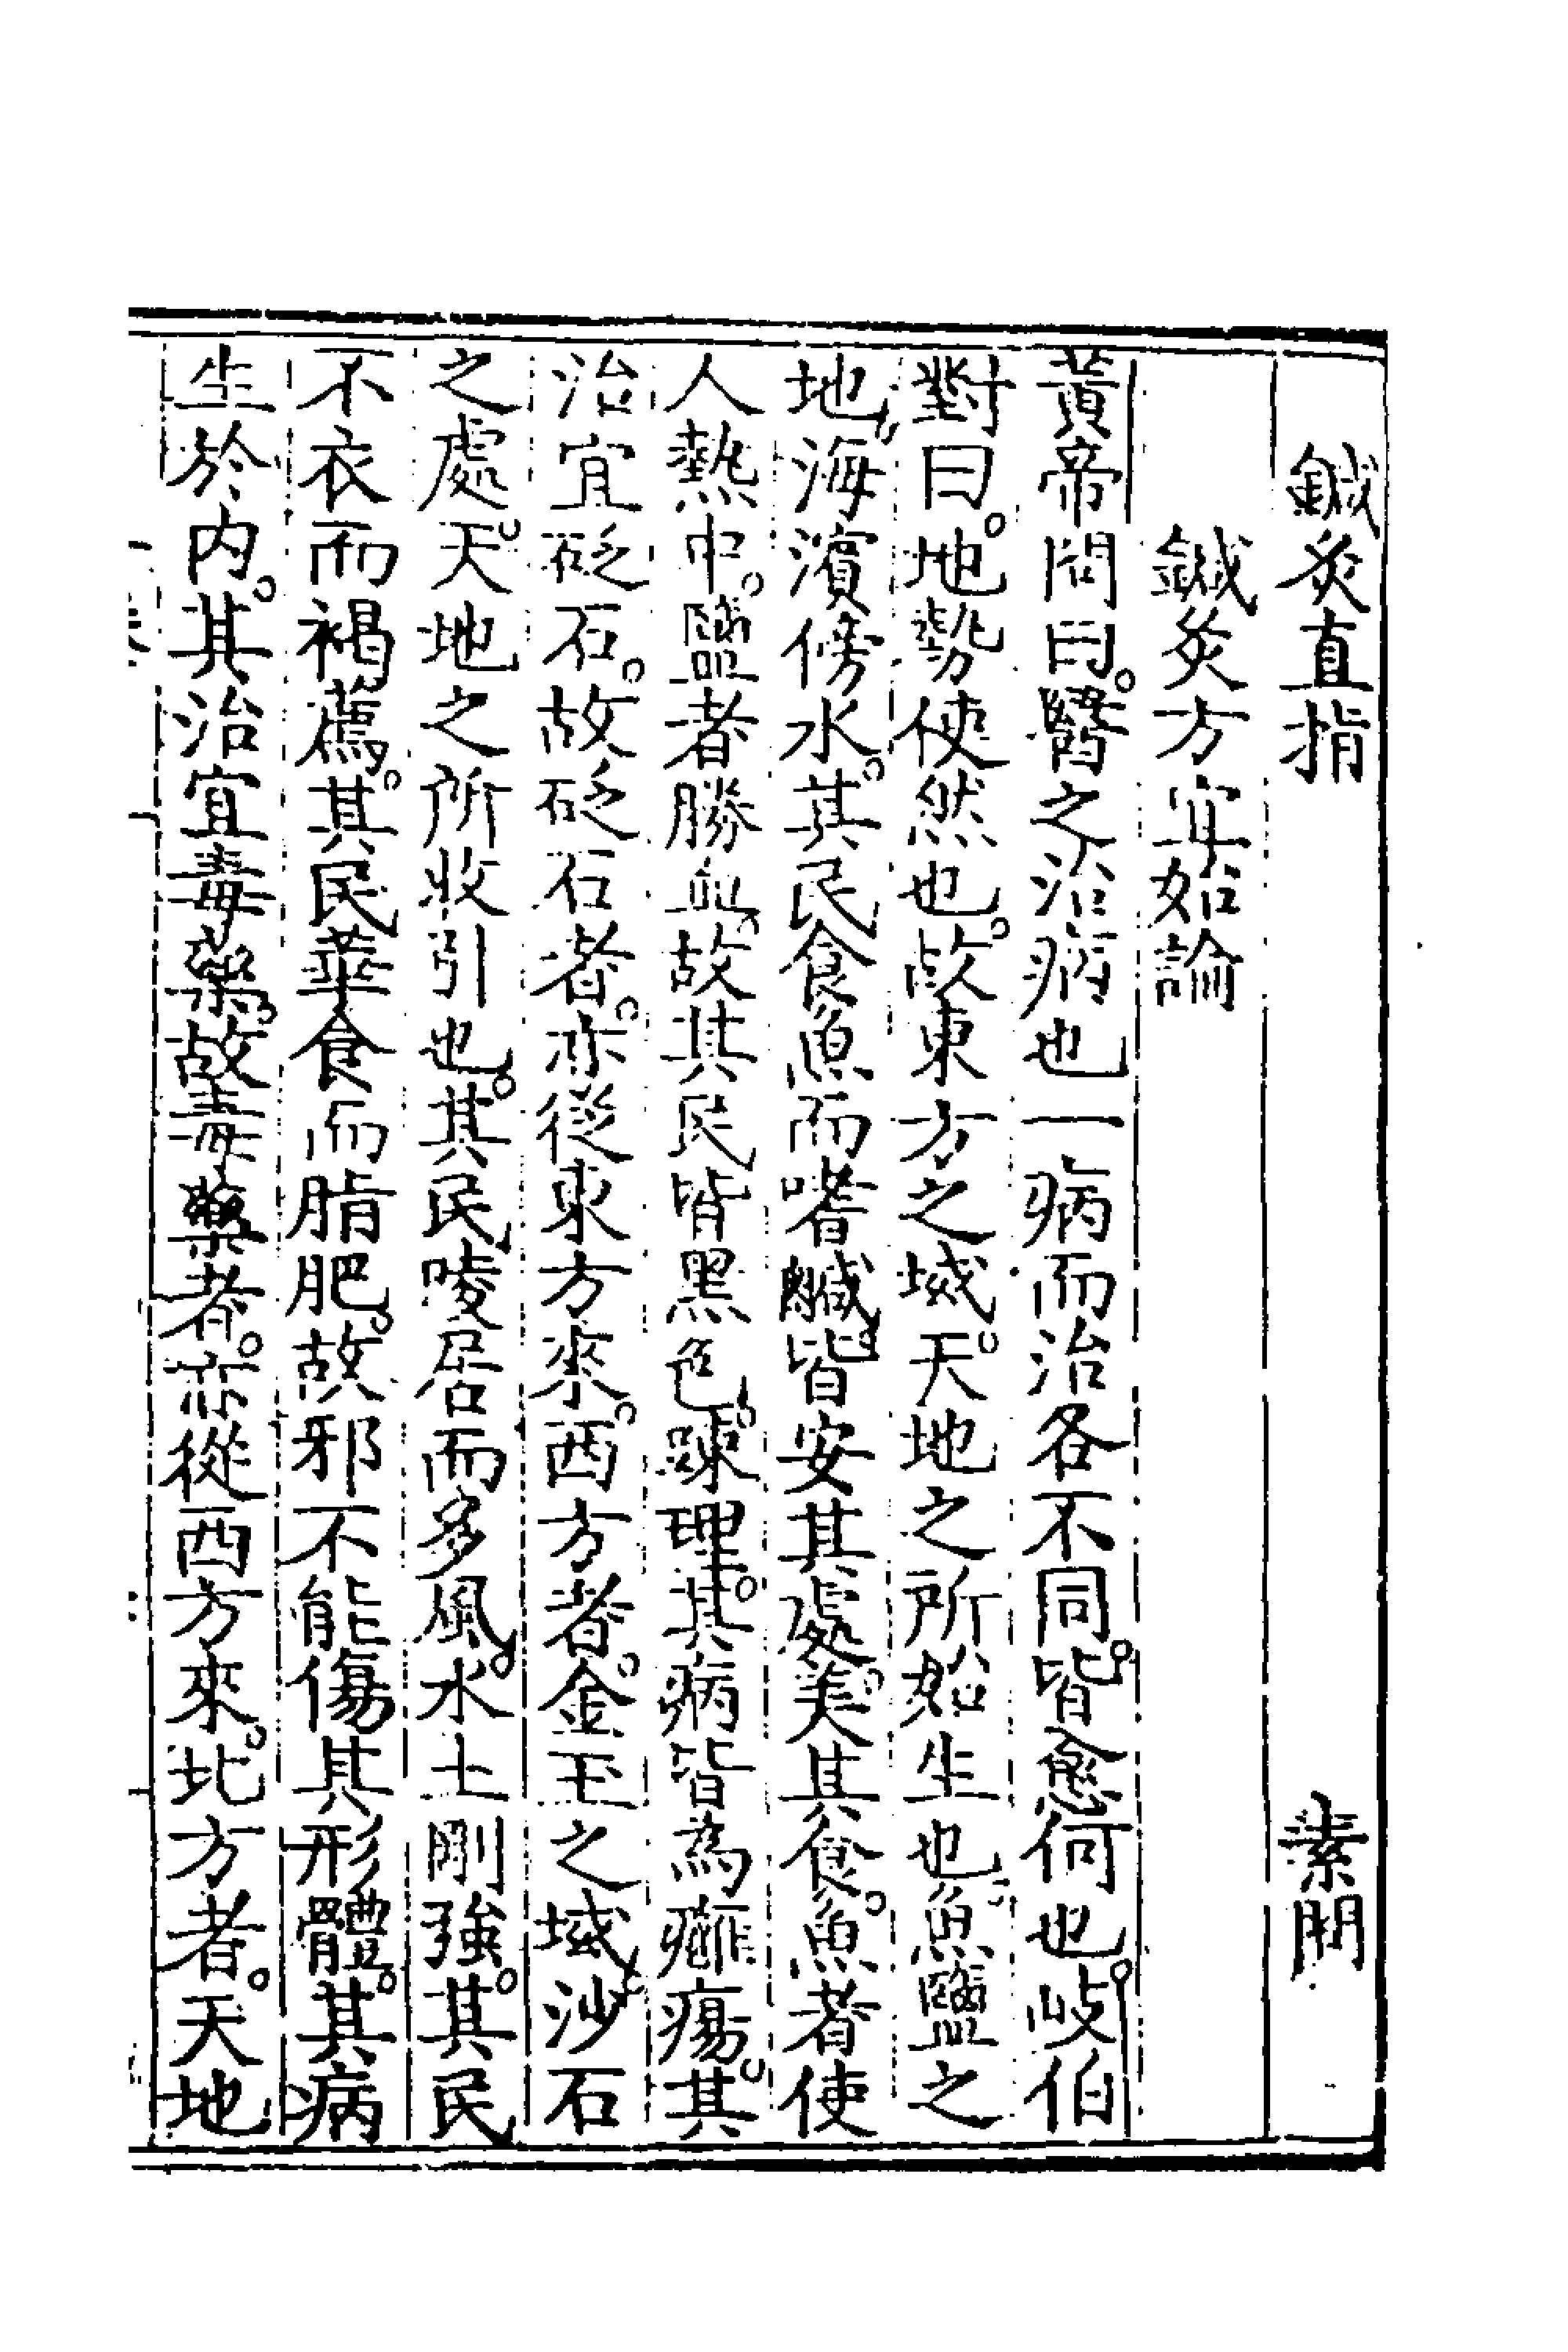 鍼灸直指　素問
鍼灸方宜始論
黃帝問曰。醫之治病也一病而治各不同。皆愈何也。岐伯
對曰。地勢使然也。故東方之域。天地之所始生也。魚鹽之
地。海濱傍水。其民食魚而嗜鹹。皆安其處。美其食。魚者使
人熱中。鹽者勝血。故其民皆黑色。踈理。其病皆為癰瘍。其
治宜砭石。故砭石者。亦從東方來。西方者。金玉之域。沙石
之處。天地之所收引也。其民陵居而多風。水土剛強。其民
不衣而褐薦。其民華食而脂肥。故邪不能傷其形體。其病
生於內。其治宜毒藥。故毒藥者。亦從西方來。北方者。天地